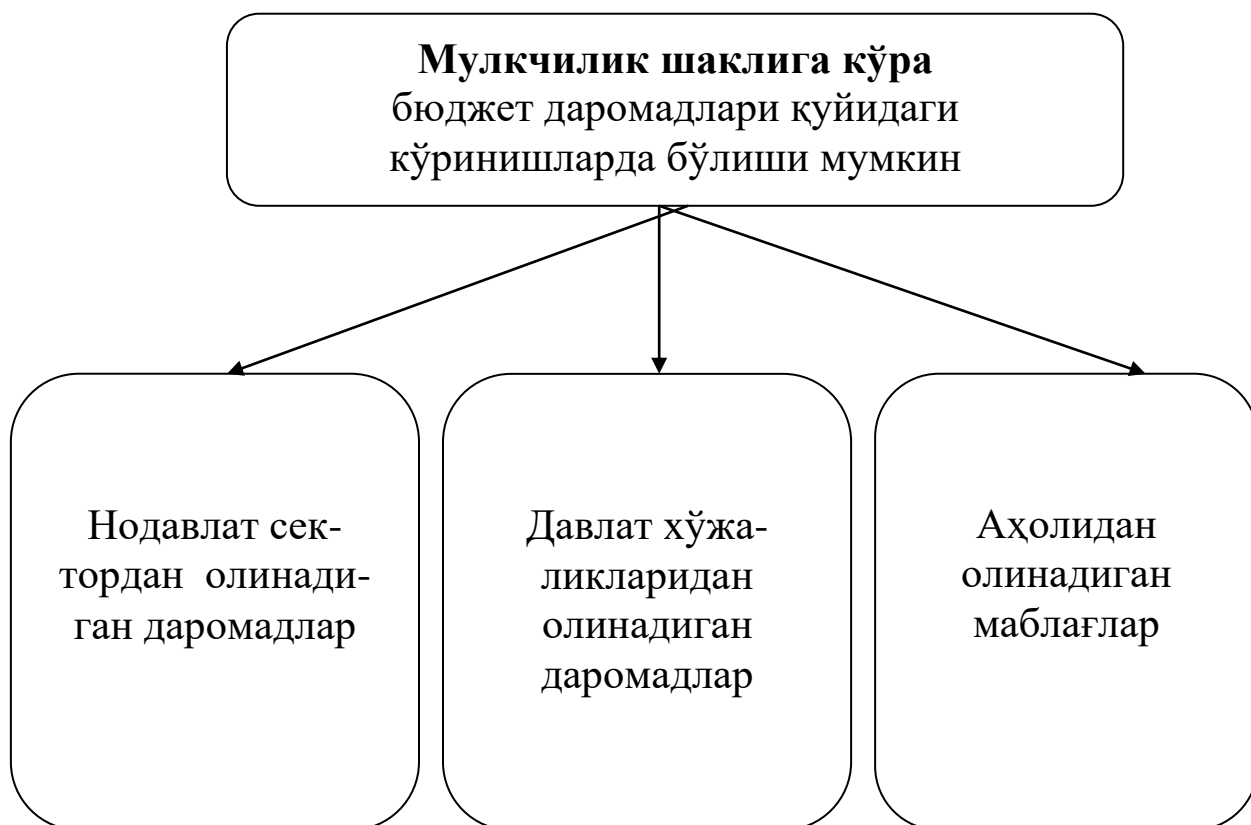 Мулкчилик шаклига кўра
бюджет даромадлари қуйидаги
кўринишларда бўлиши мумкин
Нодавлат сек-
тордан олинади-
ган даромадлар
Давлат хўжа-
ликларидан
олинадиган
даромадлар
Аҳолидан
олинадиган
маблағлар